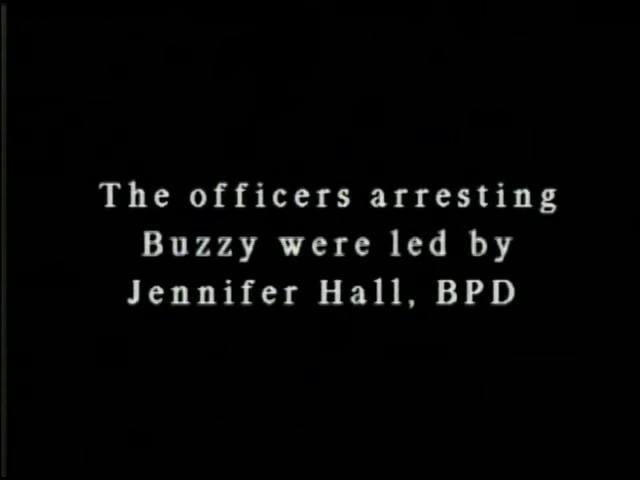 The officers arresting
Buzzy were led by
Jennifer Hall, BPD